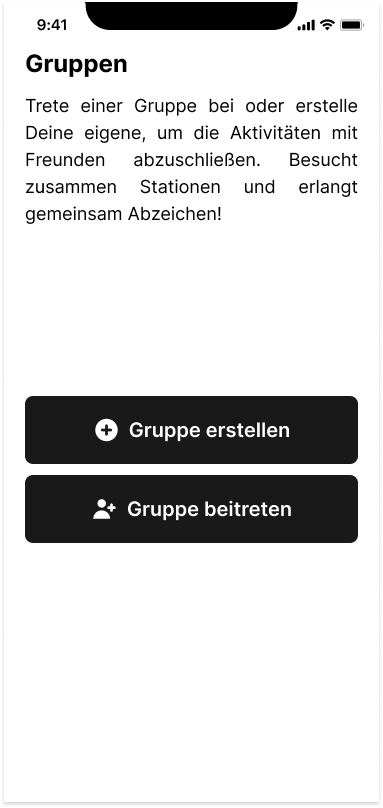 9:41
Gruppen
Trete einer Gruppe bei oder erstelle
Deine eigene, um die Aktivitäten mit
Freunden abzuschließen. Besucht
zusammen Stationen und erlangt
gemeinsam Abzeichen!
Gruppe erstellen
Gruppe beitreten